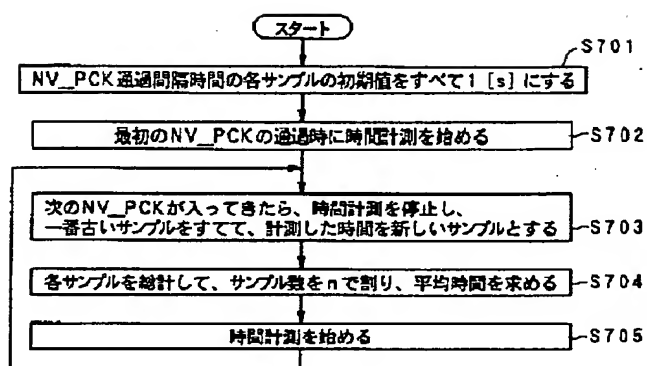 スタート
S701
NV__PCK通過間隔時間の各サンプルの初期値をすべて1 [s] にする
最初のNV__PCKの通過時に時間計測を始める
S702
次のNV__PCKが入ってきたら、時間計測を停止し、
一番古いサンプルをすてて、計測した時間を新しいサンプルとする
S703
各サンプルを総計して、サンプル数をnで割り、平均時間を求める
S704
時間計測を始める
S705